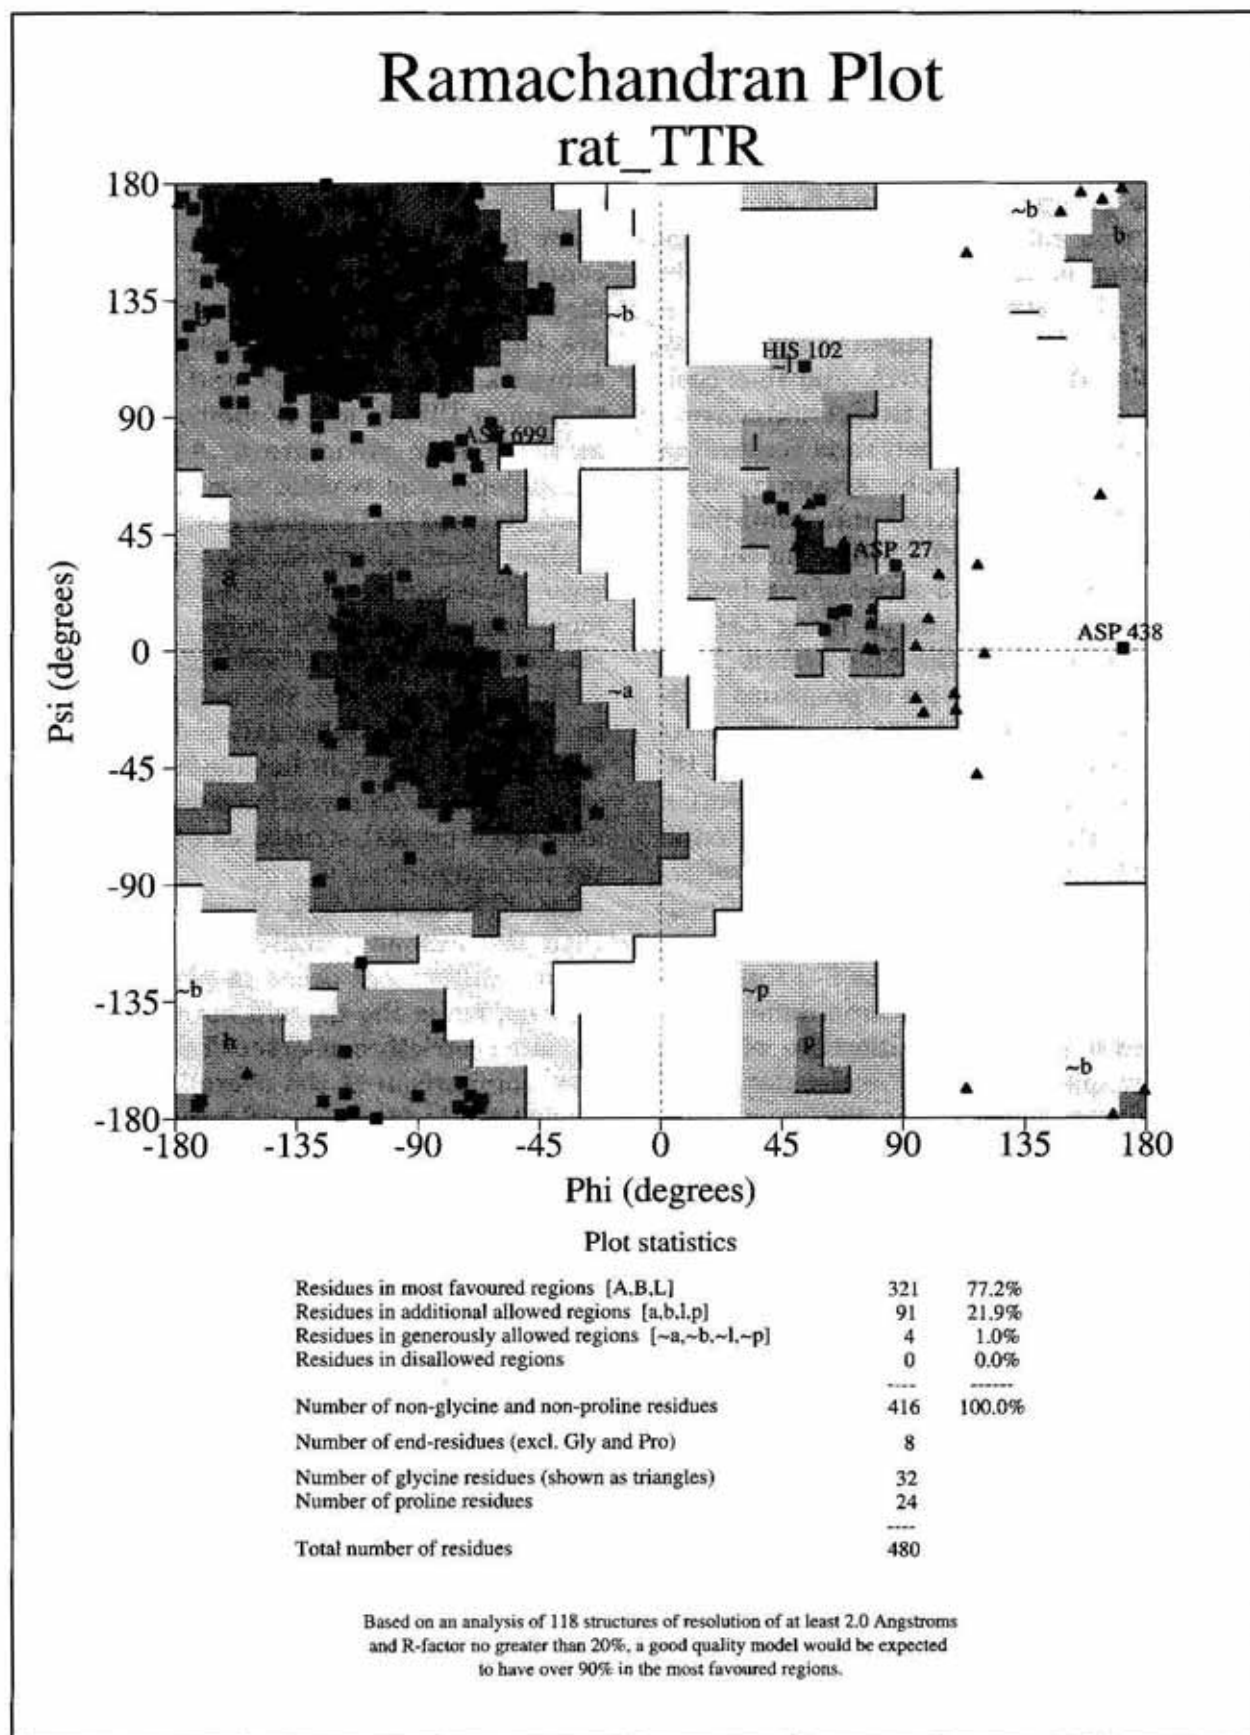 Ramachandran Plot
rat_TTR
180
~b
b
135
b
~b
HIS 102
~l
90
ASP 699
l
45
ASP 27
a
0
ASP 438
~a
-45
-90
-135
~b
~p
p
~b
-180
-180 -135 -90 -45 0 45 90 135 180
Psi (degrees)
Phi (degrees)
Plot statistics
Residues in most favoured regions [A,B,L] 321 77.2%
Residues in additional allowed regions [a,b,l,p] 91 21.9%
Residues in generously allowed regions [~a,~b,~l,~p] 4 1.0%
Residues in disallowed regions 0 0.0%
---- ------
Number of non-glycine and non-proline residues 416 100.0%
Number of end-residues (excl. Gly and Pro) 8
Number of glycine residues (shown as triangles) 32
Number of proline residues 24
----
Total number of residues 480
Based on an analysis of 118 structures of resolution of at least 2.0 Angstroms
and R-factor no greater than 20%, a good quality model would be expected
to have over 90% in the most favoured regions.